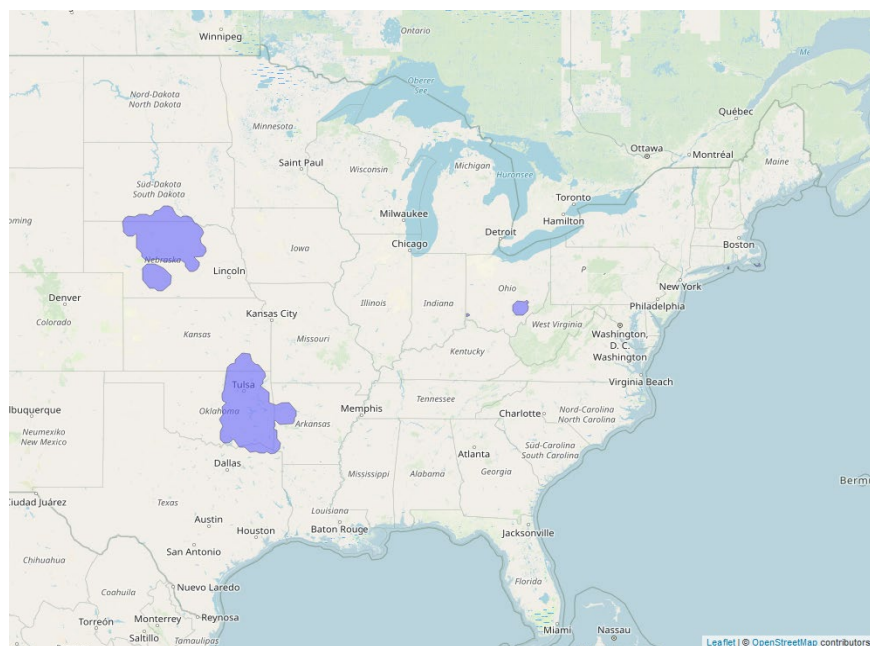 Winnipeg
Ontario
Oberer
See
Nord-Dakota
North Dakota
Minnesota
Québec
Ottawa
Montréal
Maine
Saint Paul
Wisconsin
Michigan
Huronsee
Süd-Dakota
South Dakota
Toronto
Hamilton
oming
Milwaukee
Detroit
Boston
Chicago
Iowa
Nebraska
Lincoln
New York
Denver
Colorado
Illinois
Indiana
Ohio
P
Philadelphia
Kansas City
Kansas
Missouri
West Virginia
Washington,
D. C.
Washington
Kentucky
Virginia Beach
Tulsa
Oklahoma
Arkansas
Memphis
Tennessee
Charlotte
Nord-Carolina
North Carolina
lbuquerque
Neumexiko
New Mexico
Süd-Carolina
South Carolina
Dallas
Atlanta
Mississippi
Alabama
Georgia
Bermu
Ciudad Juárez
Texas
Louisiana
Austin
Houston
Baton Rouge
Jacksonville
San Antonio
Chihuahua
Coahuila
Nuevo Laredo
Florida
Torreón
Monterrey
Reynosa
Saltillo
Tamaulipas
Miami
Nassau
Leaflet | © OpenStreetMap contributors